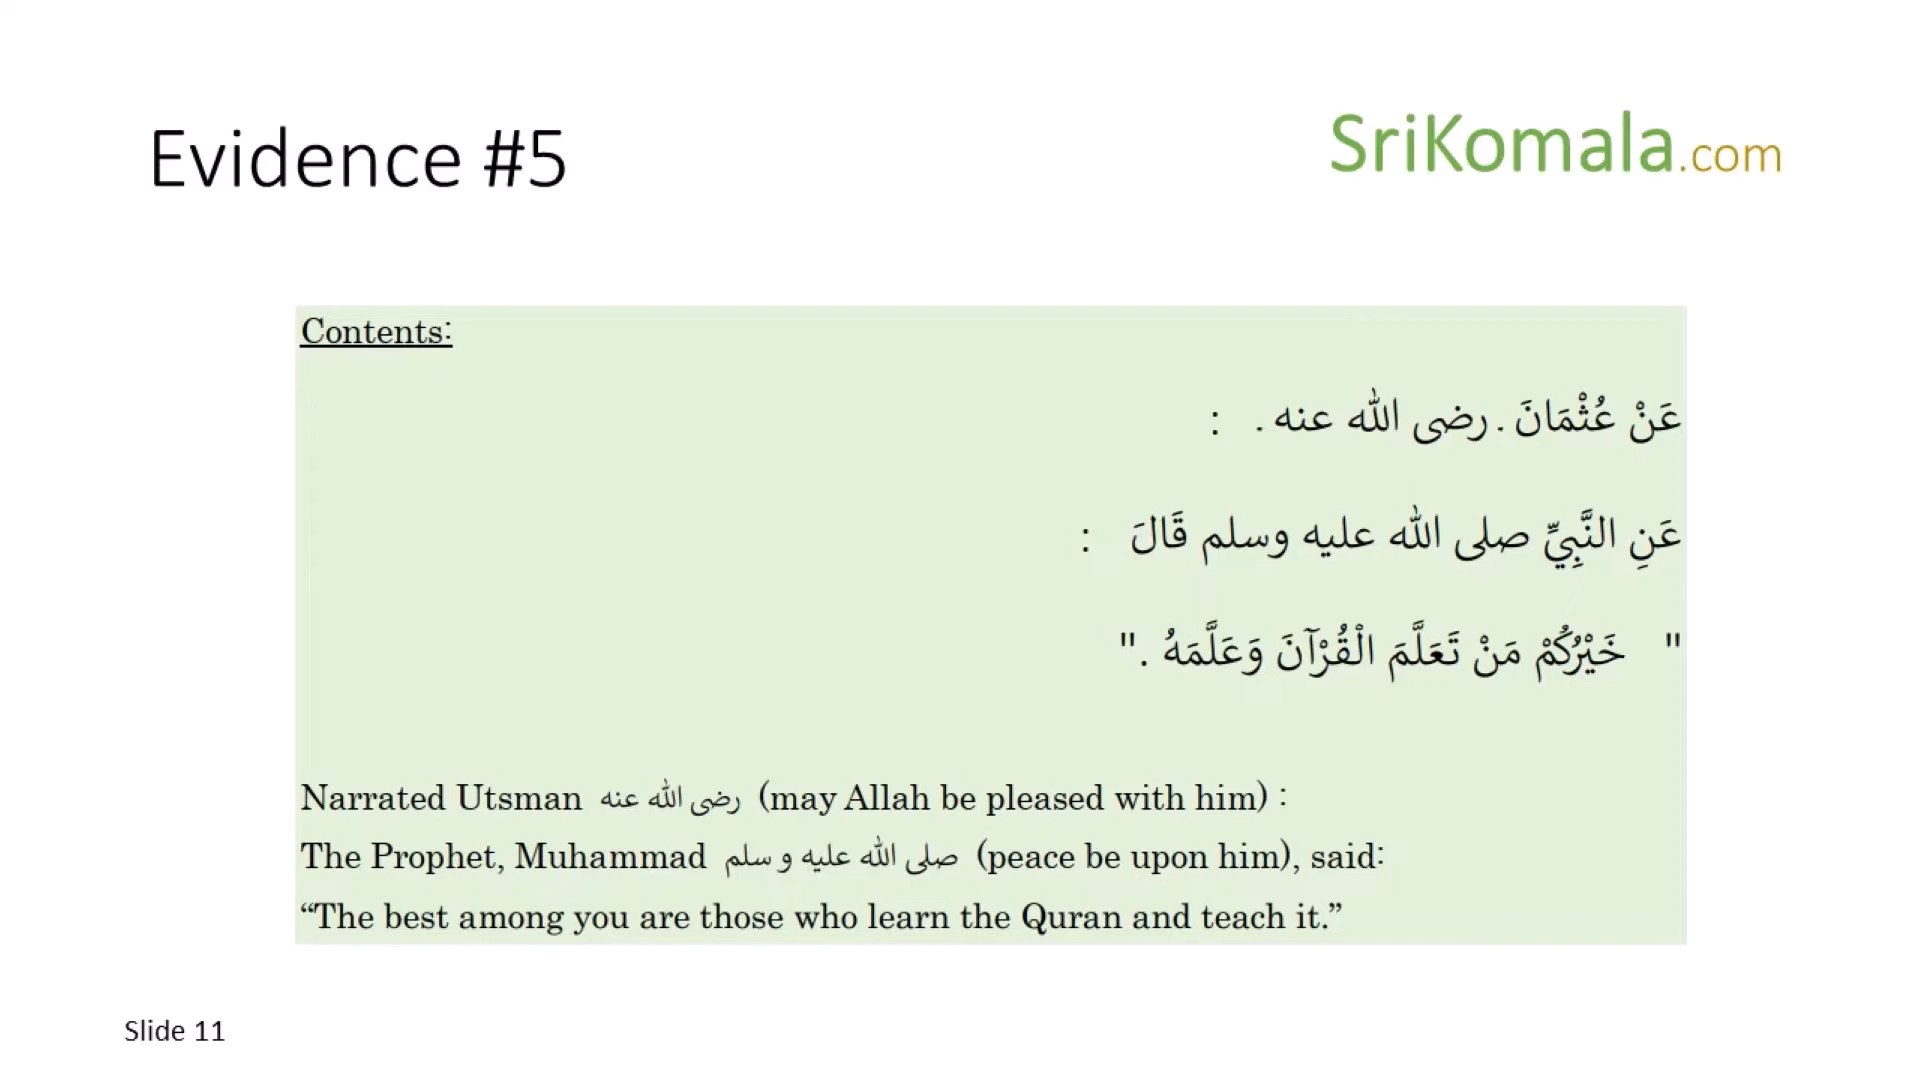 Evidence #5
SriKomala.com
Contents:
عَنْ عُثْمَانَ . رضى الله عنه . :
عَنِ النَّبِيِّ صلى الله عليه وسلم قَالَ :
" خَيْرُكُمْ مَنْ تَعَلَّمَ الْقُرْآنَ وَعَلَّمَهُ ."
Narrated Utsman رضى الله عنه (may Allah be pleased with him) :
The Prophet, Muhammad صلى الله عليه و سلم (peace be upon him), said:
“The best among you are those who learn the Quran and teach it.”
Slide 11